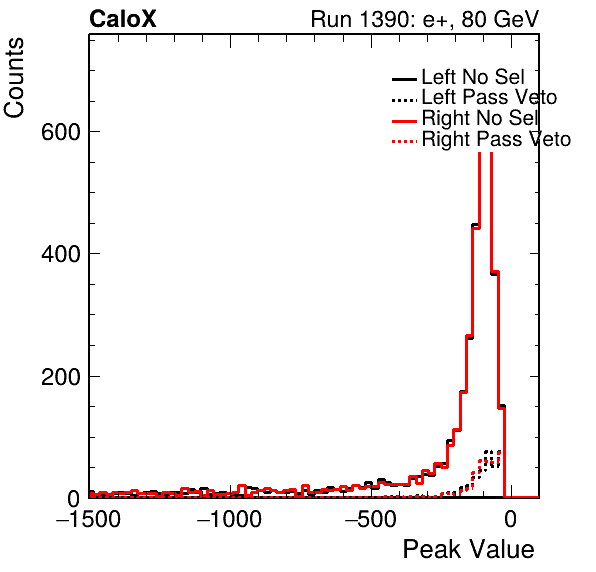 CaloX Run 1390: e+, 80 GeV
Counts
Left No Sel
Left Pass Veto
Right No Sel
Right Pass Veto
600
400
200
0
−1500 −1000 −500 0
Peak Value